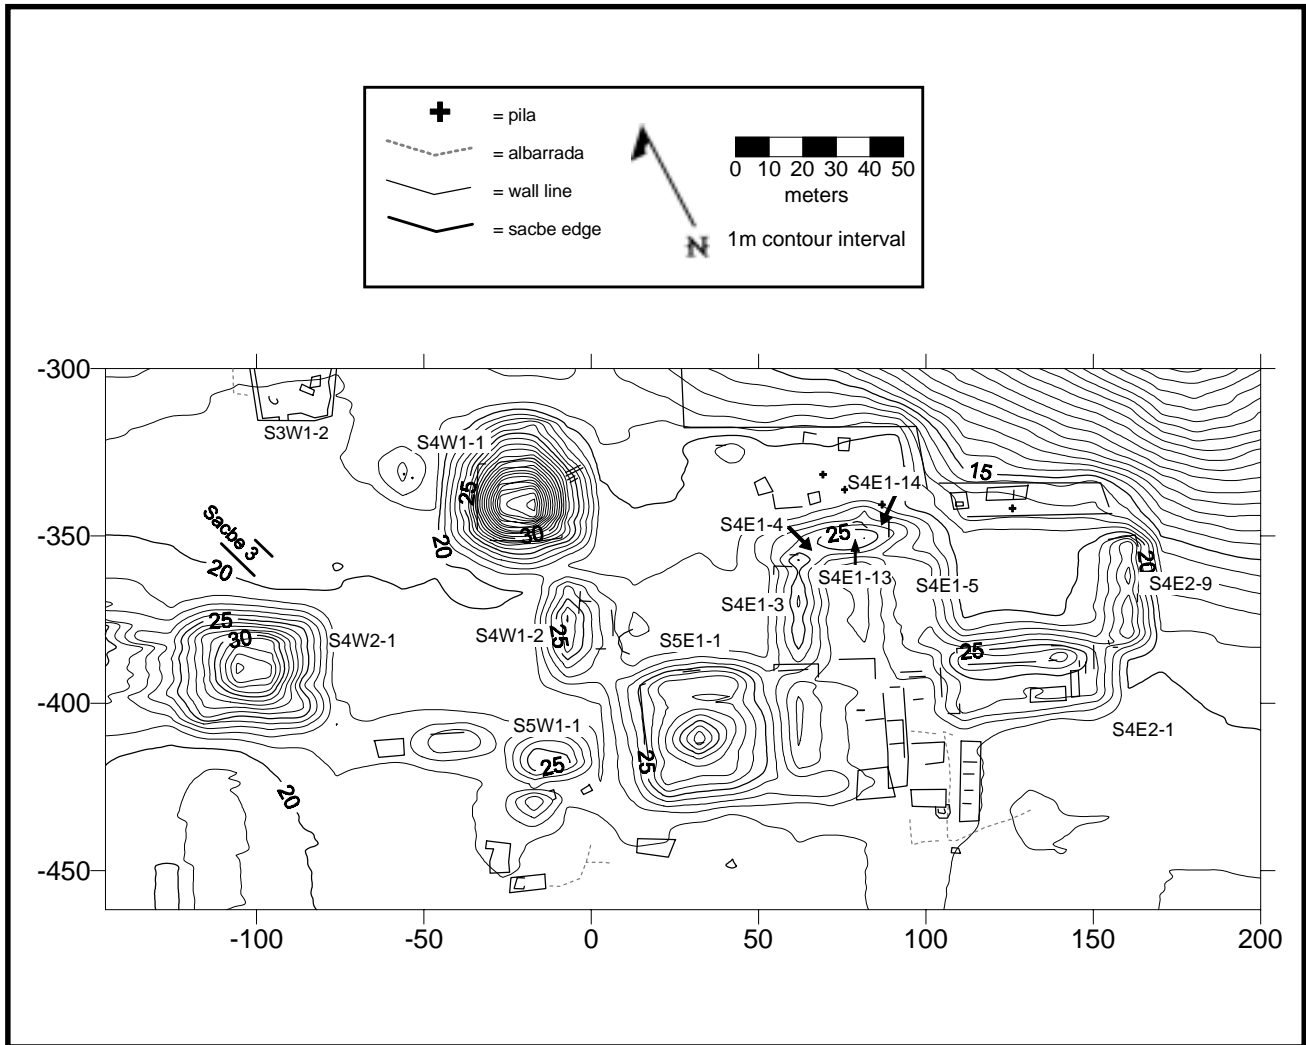 = pila
= albarrada
= wall line
= sacbe edge
N
0 10 20 30 40 50
meters
1m contour interval
-300
-350
-400
-450
-100 -50 0 50 100 150 200
S3W1-2
S4W1-1
25
30
20
Sacbe 3
20
25
30
S4W2-1
20
S4W1-2
25
S5W1-1
25
S5E1-1
25
S4E1-14
S4E1-4
25
S4E1-13
S4E1-3
S4E1-5
15
20
S4E2-9
25
S4E2-1